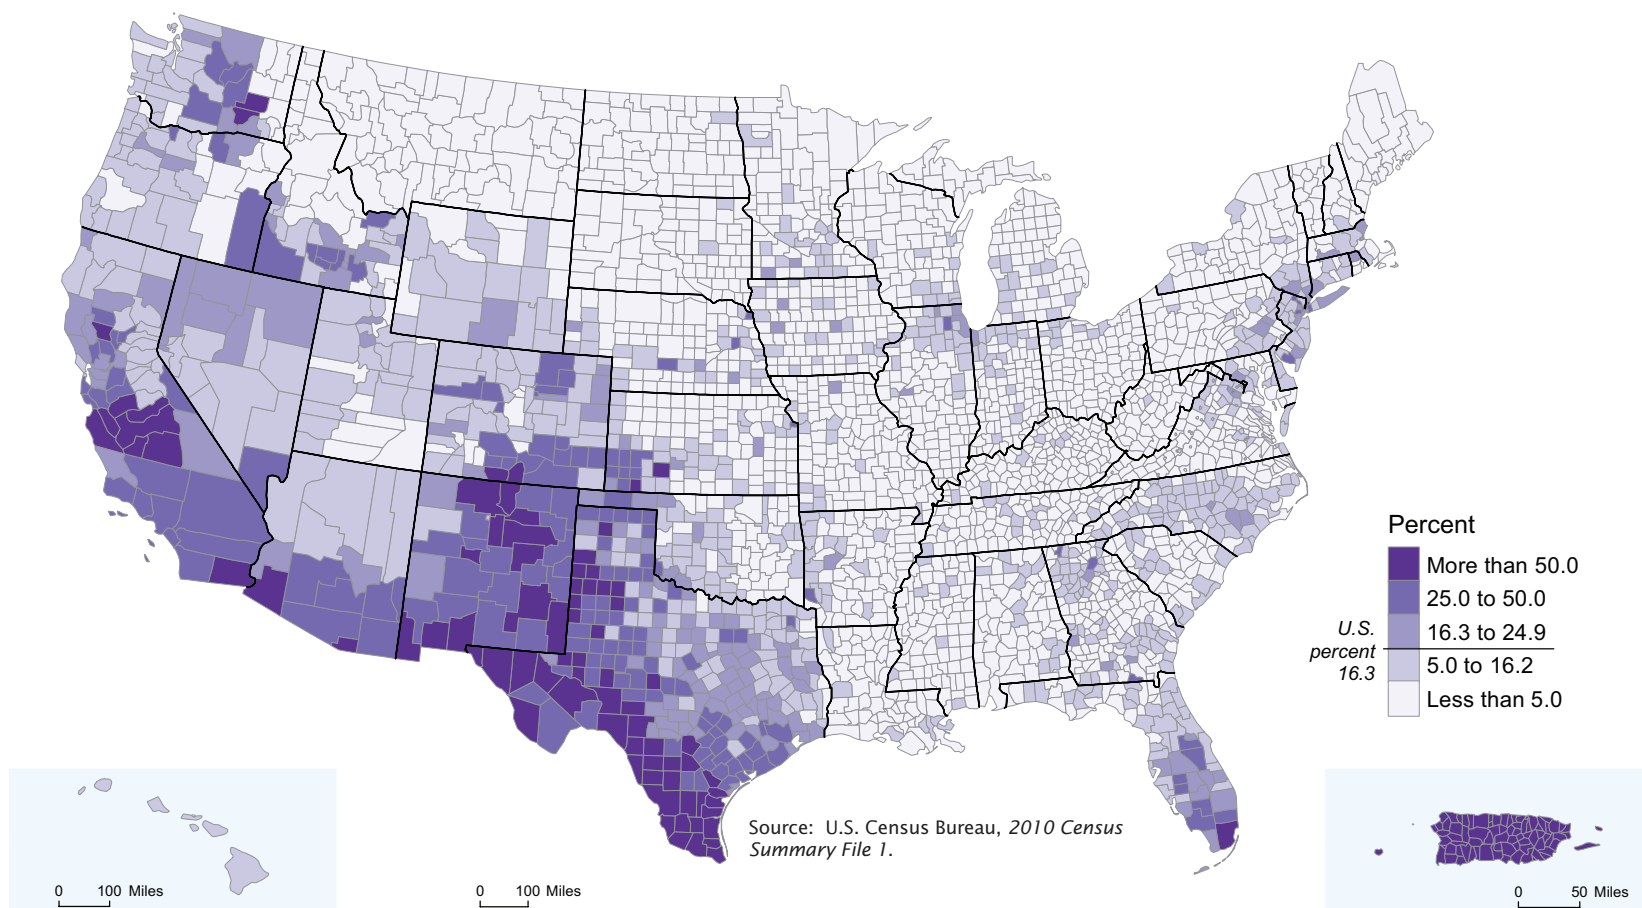 Percent
More than 50.0
25.0 to 50.0
16.3 to 24.9
5.0 to 16.2
Less than 5.0
U.S.
percent
16.3
Source:  U.S. Census Bureau, 2010 Census
Summary File 1.
0 100 Miles
0 100 Miles
0 50 Miles